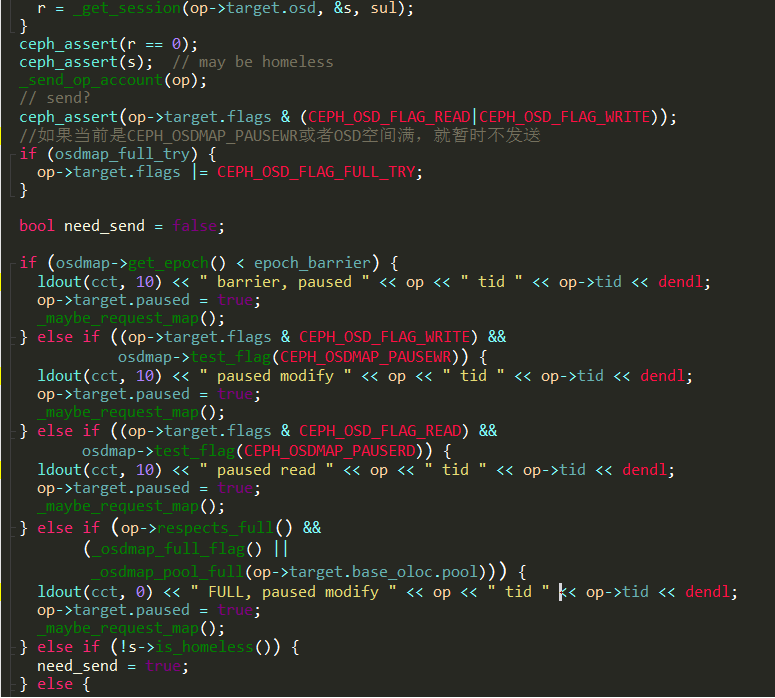 r = _get_session(op->target.osd, &s, sul);
}
ceph_assert(r == 0);
ceph_assert(s);  // may be homeless
_send_op_account(op);
// send?
ceph_assert(op->target.flags & (CEPH_OSD_FLAG_READ|CEPH_OSD_FLAG_WRITE));
//如果当前是CEPH_OSDMAP_PAUSEWR或者OSD空间满，就暂时不发送
if (osdmap_full_try) {
op->target.flags |= CEPH_OSD_FLAG_FULL_TRY;
}
bool need_send = false;
if (osdmap->get_epoch() < epoch_barrier) {
ldout(cct, 10) << " barrier, paused " << op << " tid " << op->tid << dendl;
op->target.paused = true;
_maybe_request_map();
} else if ((op->target.flags & CEPH_OSD_FLAG_WRITE) &&
osdmap->test_flag(CEPH_OSDMAP_PAUSEWR)) {
ldout(cct, 10) << " paused modify " << op << " tid " << op->tid << dendl;
op->target.paused = true;
_maybe_request_map();
} else if ((op->target.flags & CEPH_OSD_FLAG_READ) &&
osdmap->test_flag(CEPH_OSDMAP_PAUSERD)) {
ldout(cct, 10) << " paused read " << op << " tid " << op->tid << dendl;
op->target.paused = true;
_maybe_request_map();
} else if (op->respects_full() &&
(_osdmap_full_flag() ||
_osdmap_pool_full(op->target.base_oloc.pool))) {
ldout(cct, 0) << " FULL, paused modify " << op << " tid " << op->tid << dendl;
op->target.paused = true;
_maybe_request_map();
} else if (!s->is_homeless()) {
need_send = true;
} else {